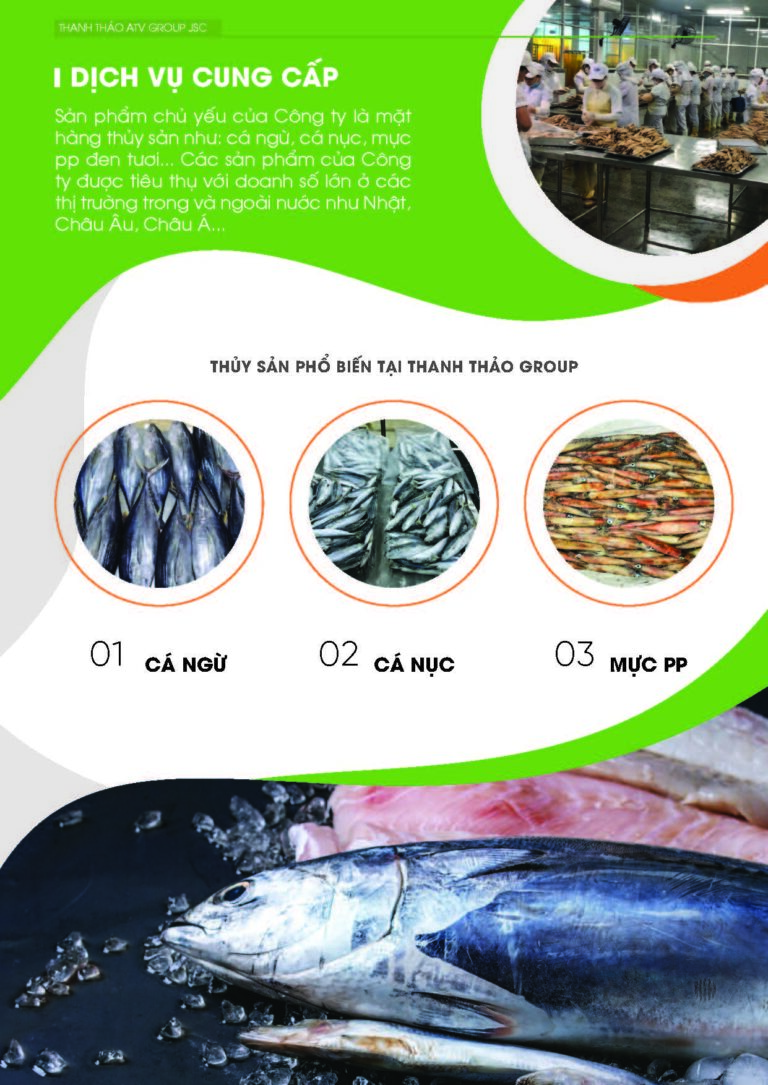 THANH THẢO ATV GROUP JSC
I DỊCH VỤ CUNG CẤP
Sản phẩm chủ yếu của Công ty là mặt
hàng thủy sản như: cá ngừ, cá nục, mực
pp đen tươi... Các sản phẩm của Công
ty được tiêu thụ với doanh số lớn ở các
thị trường trong và ngoài nước như Nhật,
Châu Âu, Châu Á...
THỦY SẢN PHỔ BIẾN TẠI THANH THẢO GROUP
01 CÁ NGỪ
02 CÁ NỤC
03 MỰC PP